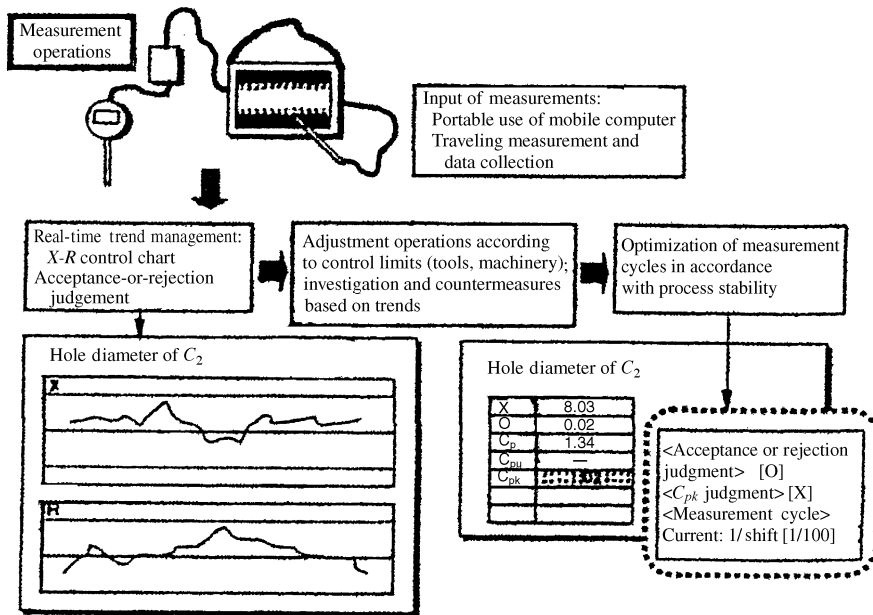 Measurement
operations
Input of measurements:
Portable use of mobile computer
Traveling measurement and
data collection
Real-time trend management:
X-R control chart
Acceptance-or-rejection
judgement
Adjustment operations according
to control limits (tools, machinery);
investigation and countermeasures
based on trends
Optimization of measurement
cycles in accordance
with process stability
Hole diameter of C2
X
R
Hole diameter of C2
X 8.03
O 0.02
Cp 1.34
Cpu —
Cpk
<Acceptance or rejection
judgment> [O]
<Cpk judgment> [X]
<Measurement cycle>
Current: 1/shift [1/100]